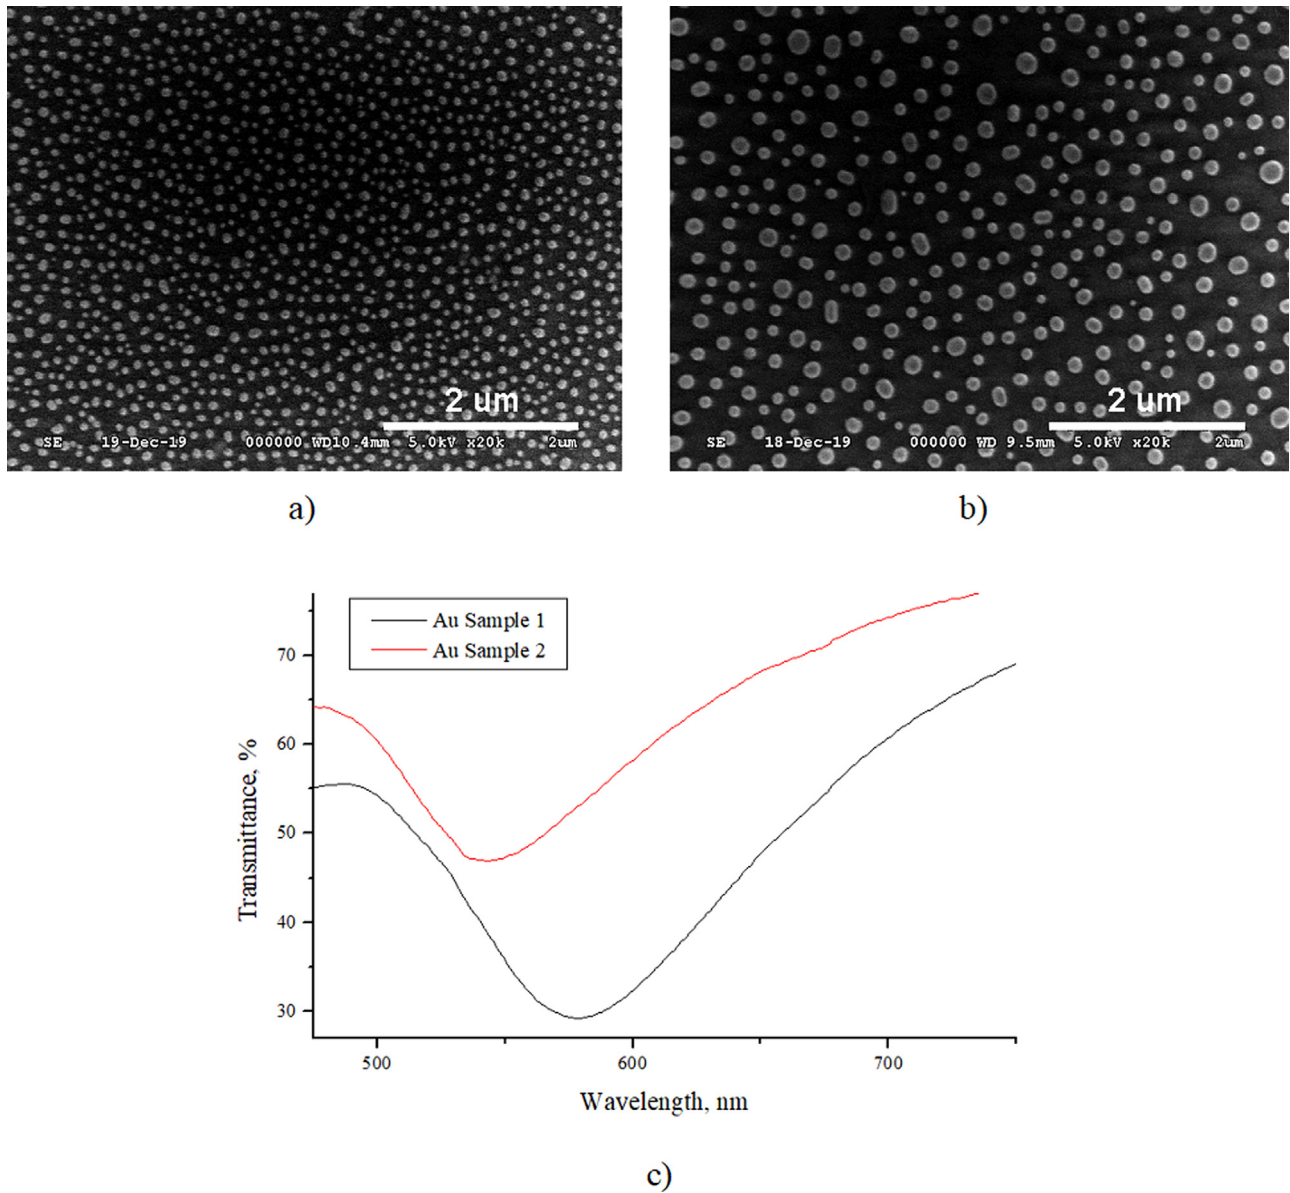 2 um
SE 19-Dec-19 000000 WD10.4mm 5.0kV x20k 2um
2 um
SE 18-Dec-19 000000 WD 9.5mm 5.0kV x20k 2um
a)
b)
Au Sample 1
Au Sample 2
70
60
50
40
30
Transmittance, %
500
600
700
Wavelength, nm
c)